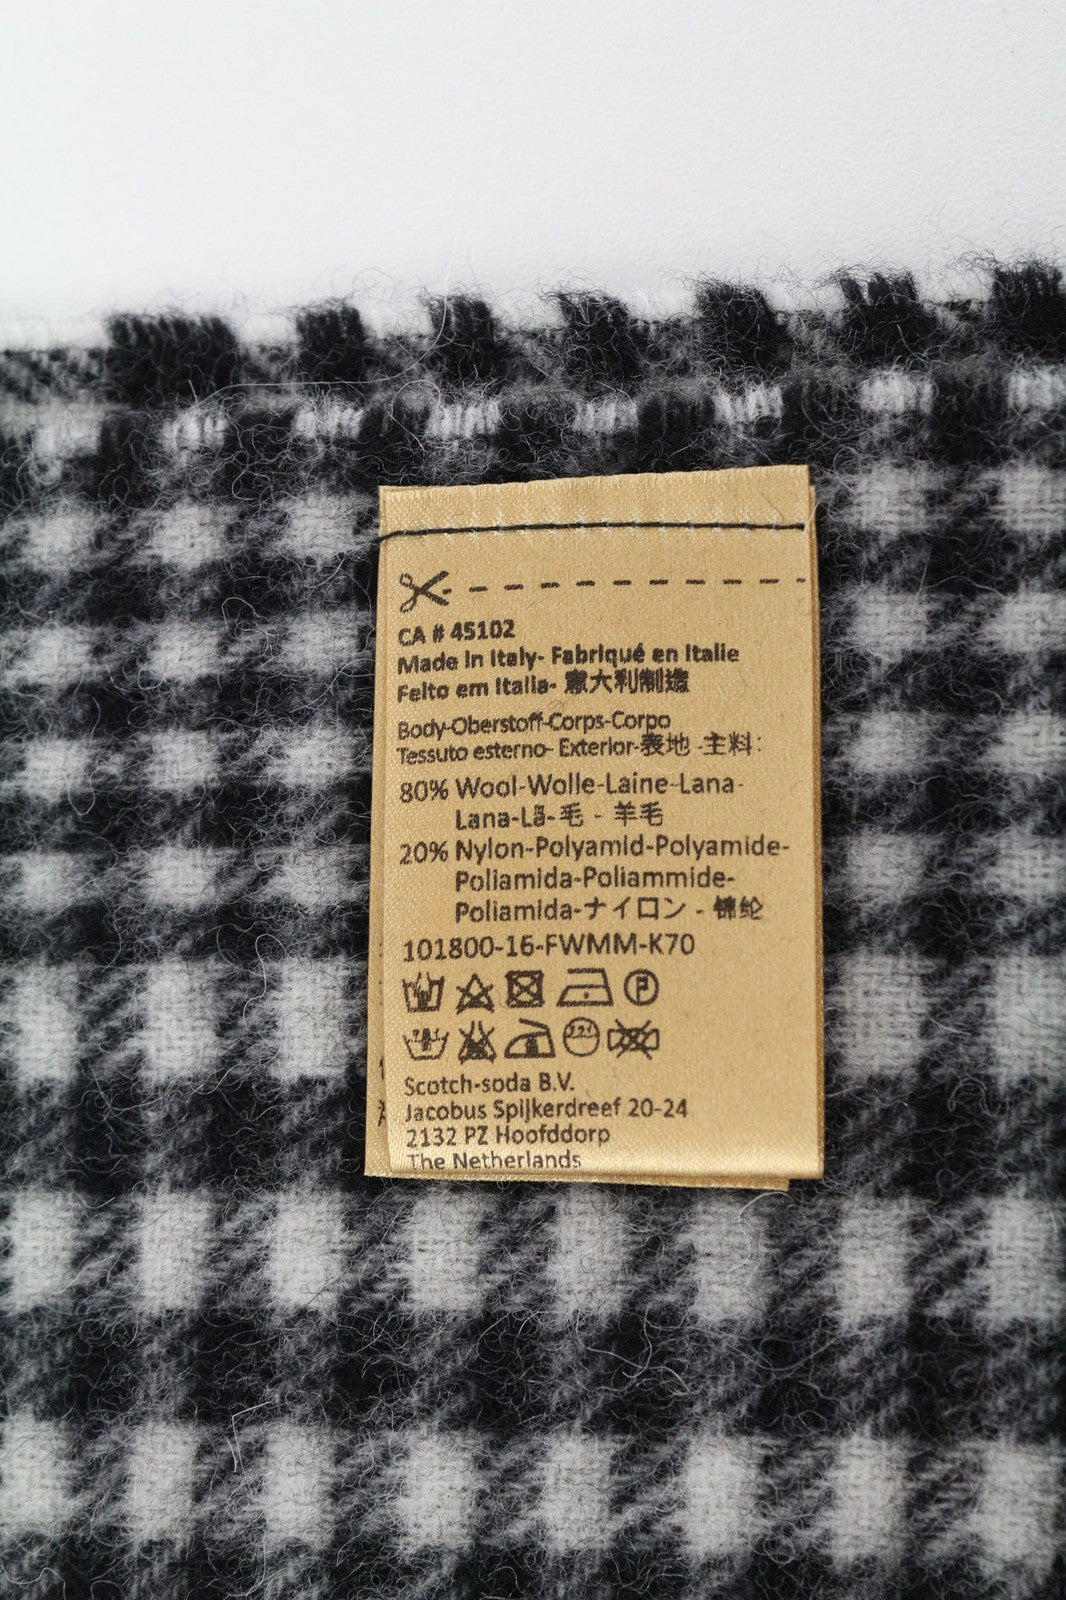 CA # 45102
Made in Italy- Fabriqué en Italie
Feito em Italia- 意大利制造
Body-Oberstoff-Corps-Corpo
Tessuto esterno- Exterior-表地 -主料:
80% Wool-Wolle-Laine-Lana-
Lana-Lã-毛 - 羊毛
20% Nylon-Polyamid-Polyamide-
Poliamida-Poliammide-
Poliamida-ナイロン - 锦纶
101800-16-FWMM-K70
P
Scotch-soda B.V.
Jacobus Spijkerdreef 20-24
2132 PZ Hoofddorp
The Netherlands